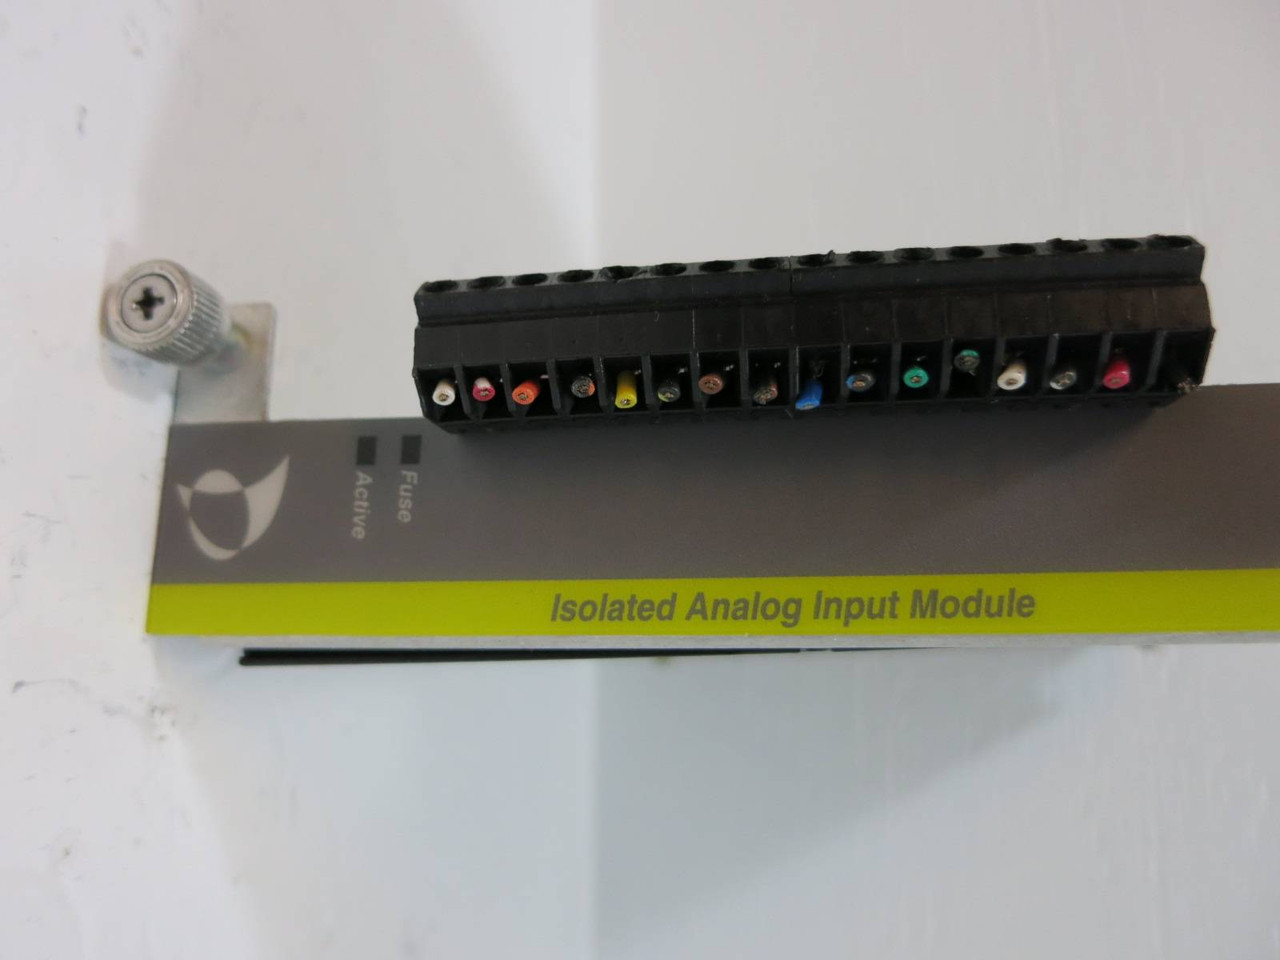 Fuse
Active
Isolated Analog Input Module